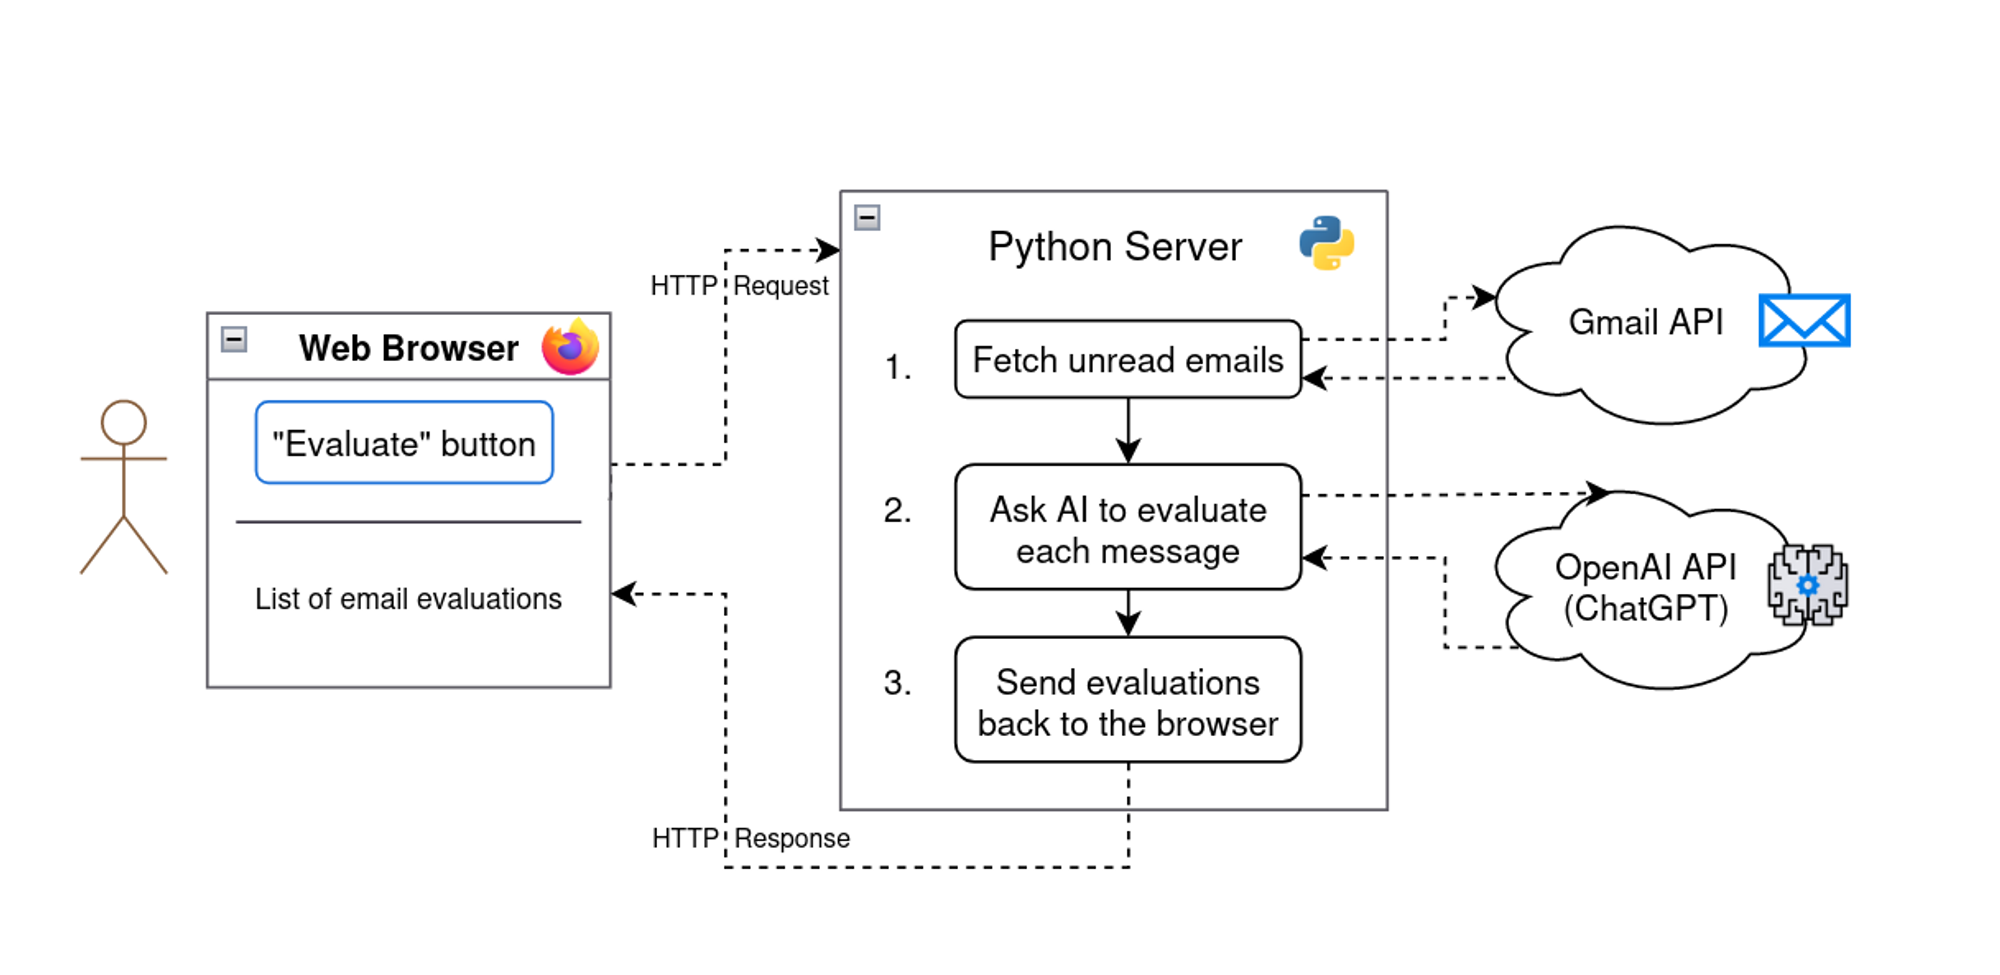 Web Browser
"Evaluate" button
List of email evaluations
HTTP Request
HTTP Response
Python Server
1.
Fetch unread emails
2.
Ask AI to evaluate
each message
3.
Send evaluations
back to the browser
Gmail API
OpenAI API
(ChatGPT)